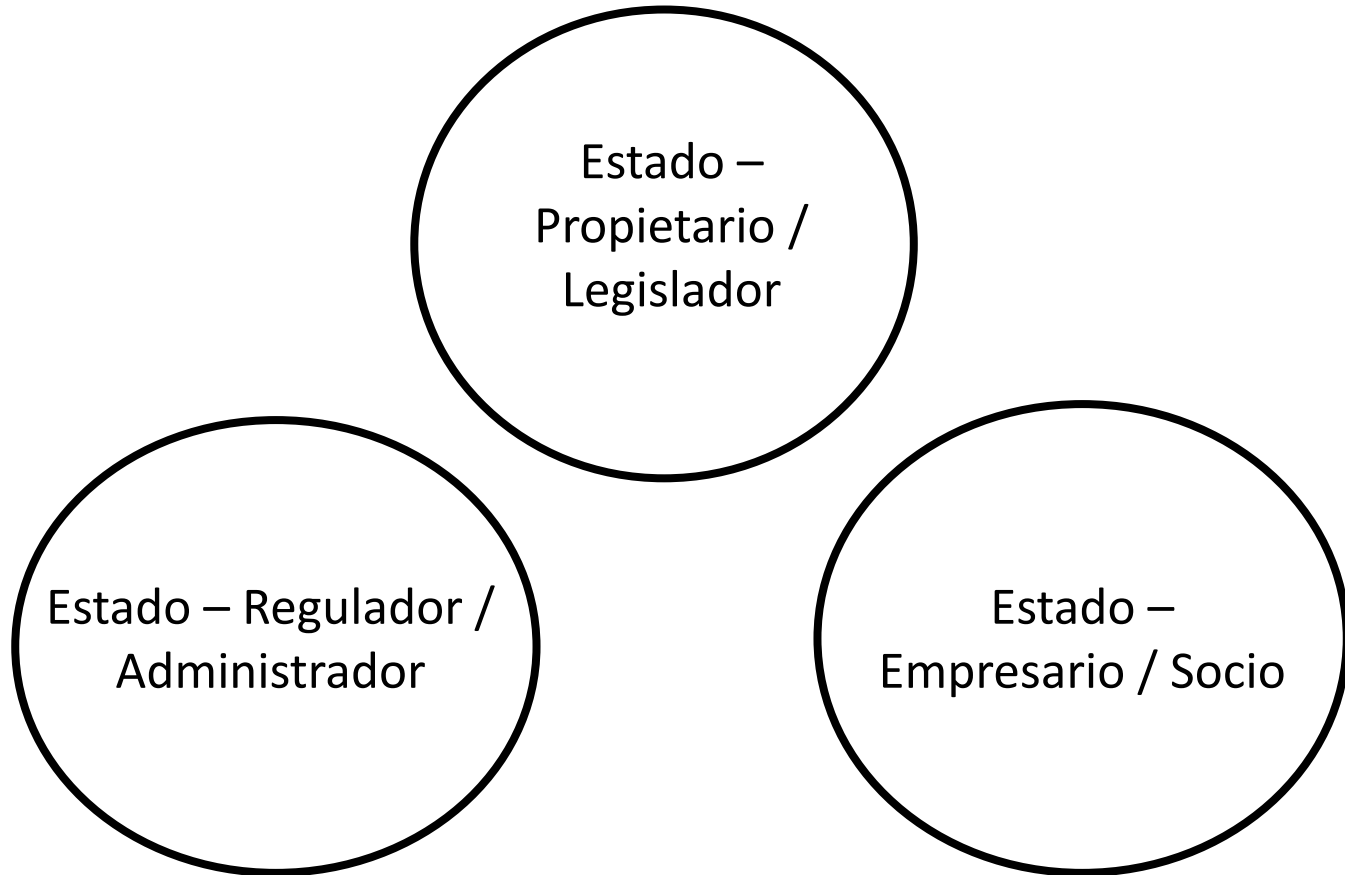 Estado –
Propietario /
Legislador
Estado – Regulador /
Administrador
Estado –
Empresario / Socio